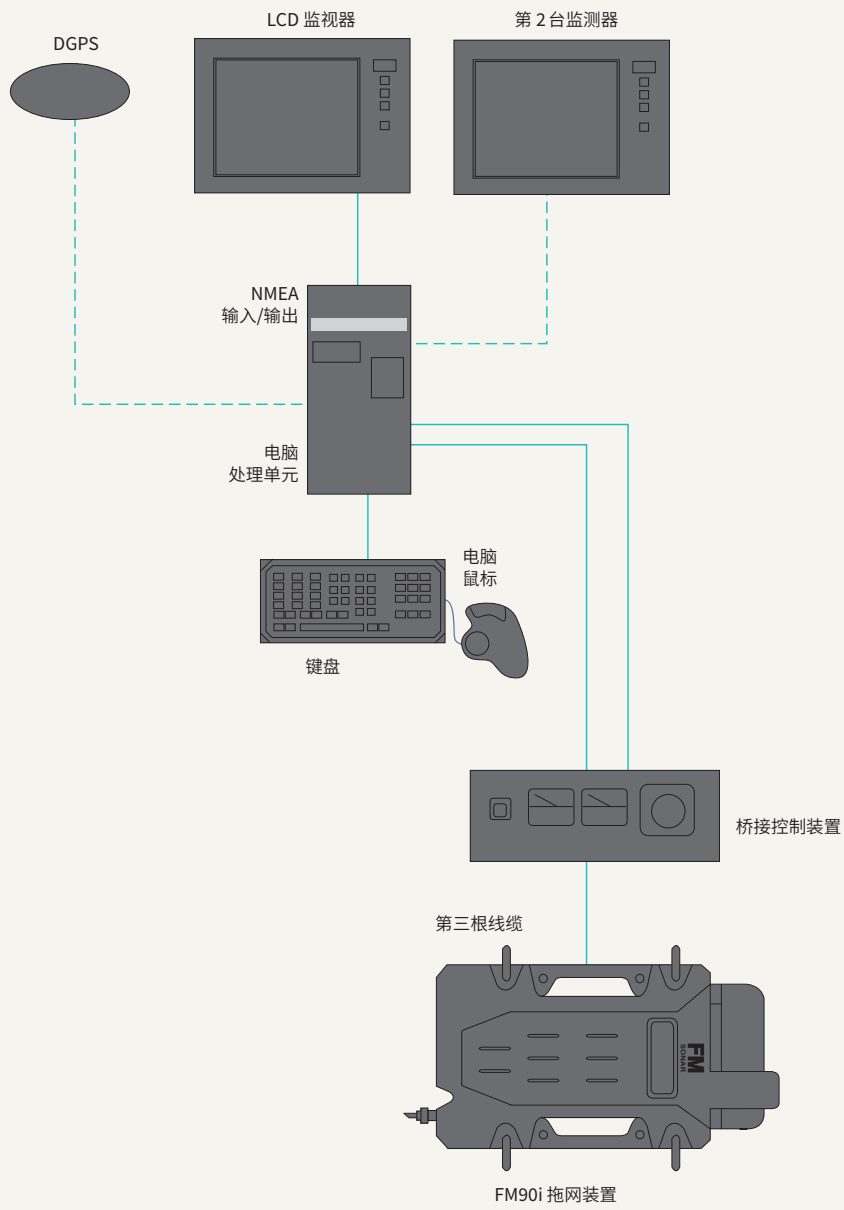 LCD 监视器
第 2 台监测器
DGPS
NMEA
输入/输出
电脑
处理单元
电脑
鼠标
键盘
桥接控制装置
第三根线缆
FM
SONAR
FM90i 拖网装置